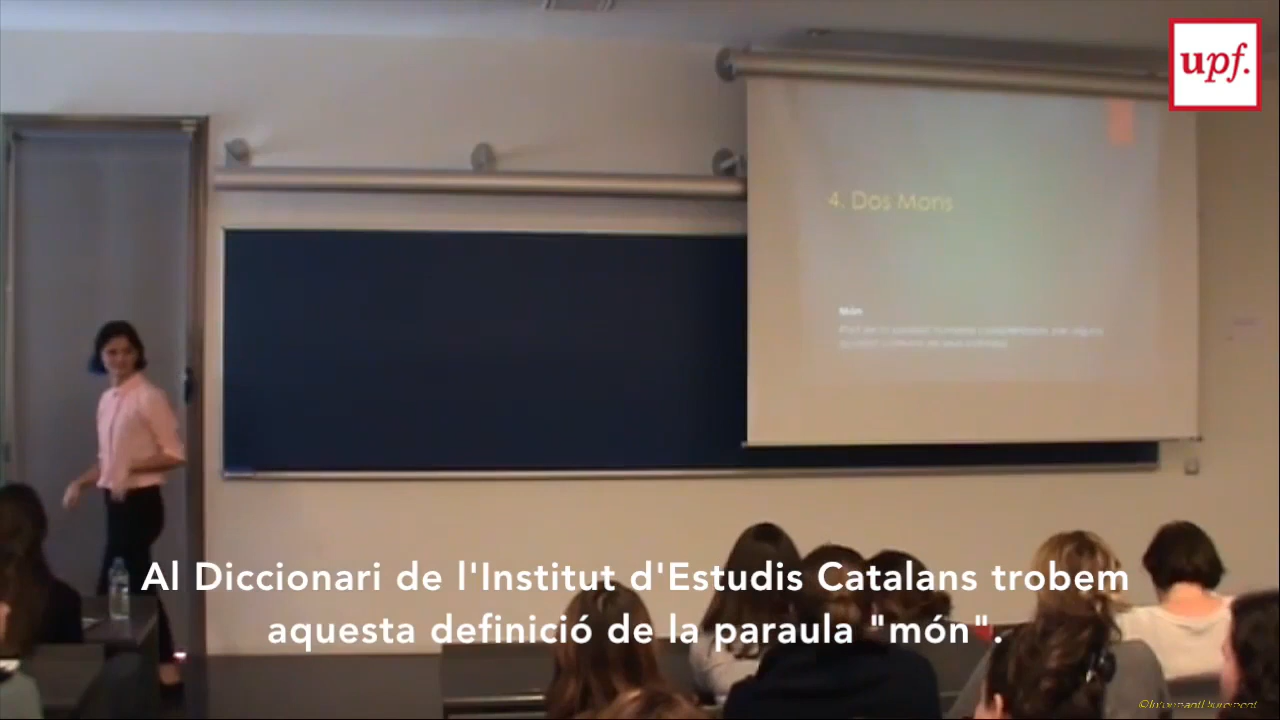 upf.
4. Dos Mons
Món
Al Diccionari de l'Institut d'Estudis Catalans trobem
aquesta definició de la paraula "món".